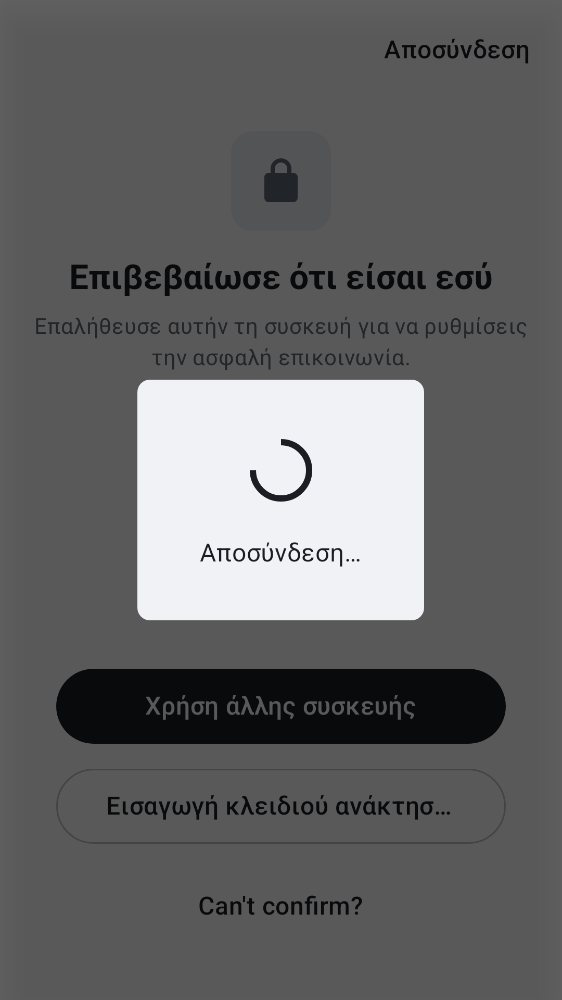 Αποσύνδεση
Επιβεβαίωσε ότι είσαι εσύ
Επαλήθευσε αυτήν τη συσκευή για να ρυθμίσεις
την ασφαλή επικοινωνία.
Αποσύνδεση…
Χρήση άλλης συσκευής
Εισαγωγή κλειδιού ανάκτησ…
Can't confirm?